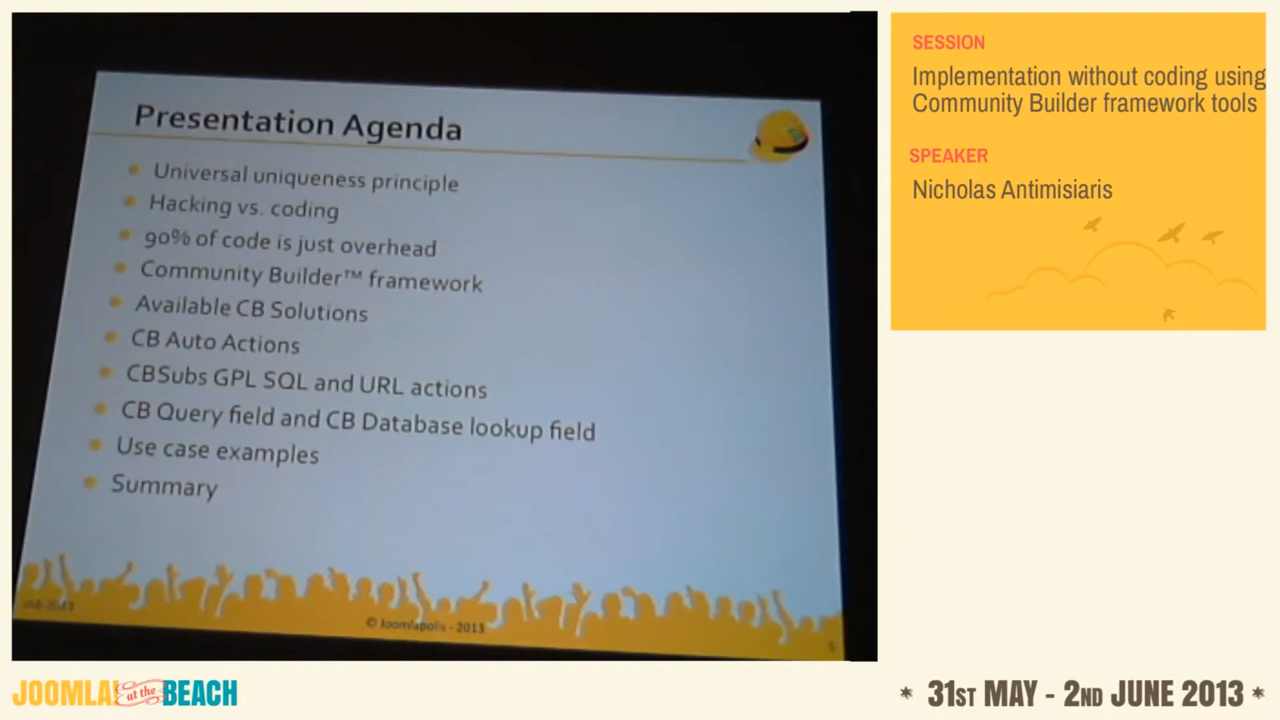 Presentation Agenda
Universal uniqueness principle
Hacking vs. coding
90% of code is just overhead
Community Builder™ framework
Available CB Solutions
CB Auto Actions
CBSubs GPL SQL and URL actions
CB Query field and CB Database lookup field
Use case examples
Summary
JAB 2013
© Joomlapolis - 2013
5
SESSION
Implementation without coding using
Community Builder framework tools
SPEAKER
Nicholas Antimisiaris
JOOMLA! at the BEACH
* 31ST MAY - 2ND JUNE 2013 *